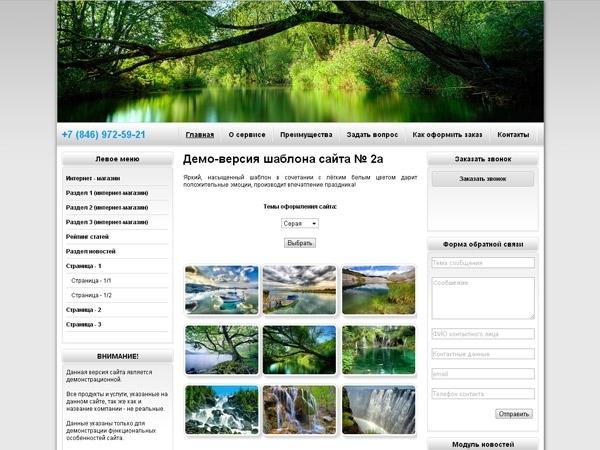 +7 (846) 972-59-21
Главная О сервисе Преимущества Задать вопрос Как оформить заказ Контакты
Левое меню
Интернет - магазин
Раздел 1 (интернет-магазин)
Раздел 2 (интернет-магазин)
Раздел 3 (интернет-магазин)
Рейтинг статей
Раздел новостей
Страница - 1
Страница - 1/1
Страница - 1/2
Страница - 2
Страница - 3
ВНИМАНИЕ!
Данная версия сайта является
демонстрационной.
Все продукты и услуги, указанные на
данном сайте, так же как и
название компании - не реальные.
Данные указаны только для
демонстрации функциональных
особенностей сайта.
Демо-версия шаблона сайта № 2a
Яркий, насыщенный шаблон в сочетании с лёгким белым цветом дарит
положительные эмоции, производит впечатление праздника!
Темы оформления сайта:
Серая
Выбрать
Заказать звонок
Заказать звонок
Форма обратной связи
Тема сообщения
Сообщение
ФИО контактного лица
Контактные данные
email
Телефон контакта
Отправить
Модуль новостей